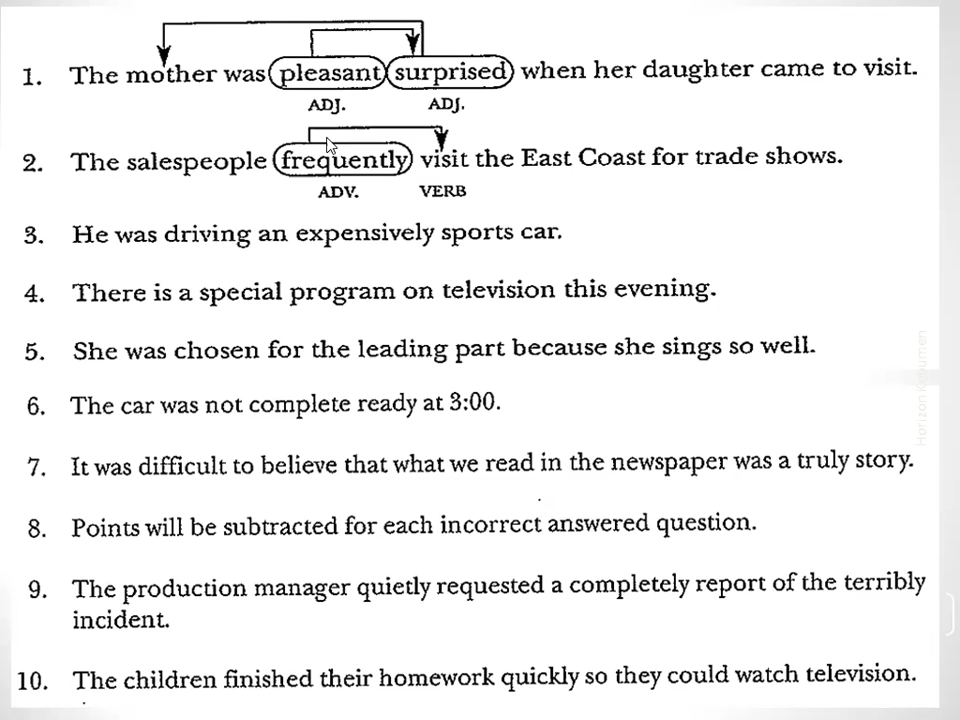 1. The mother was pleasant surprised when her daughter came to visit.
ADJ. ADJ.
2. The salespeople frequently visit the East Coast for trade shows.
ADV. VERB
3. He was driving an expensively sports car.
4. There is a special program on television this evening.
5. She was chosen for the leading part because she sings so well.
6. The car was not complete ready at 3:00.
7. It was difficult to believe that what we read in the newspaper was a truly story.
8. Points will be subtracted for each incorrect answered question.
9. The production manager quietly requested a completely report of the terribly
incident.
10. The children finished their homework quickly so they could watch television.